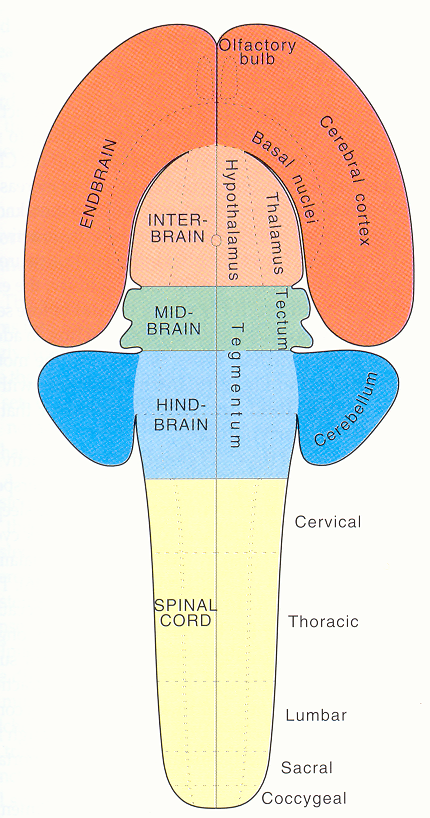 Olfactory
bulb
ENDBRAIN
Basal nuclei
Cerebral cortex
INTER-
BRAIN
Hypothalamus
Thalamus
MID-
BRAIN
Tectum
Tegmentum
HIND-
BRAIN
Cerebellum
Cervical
SPINAL
CORD
Thoracic
Lumbar
Sacral
Coccygeal